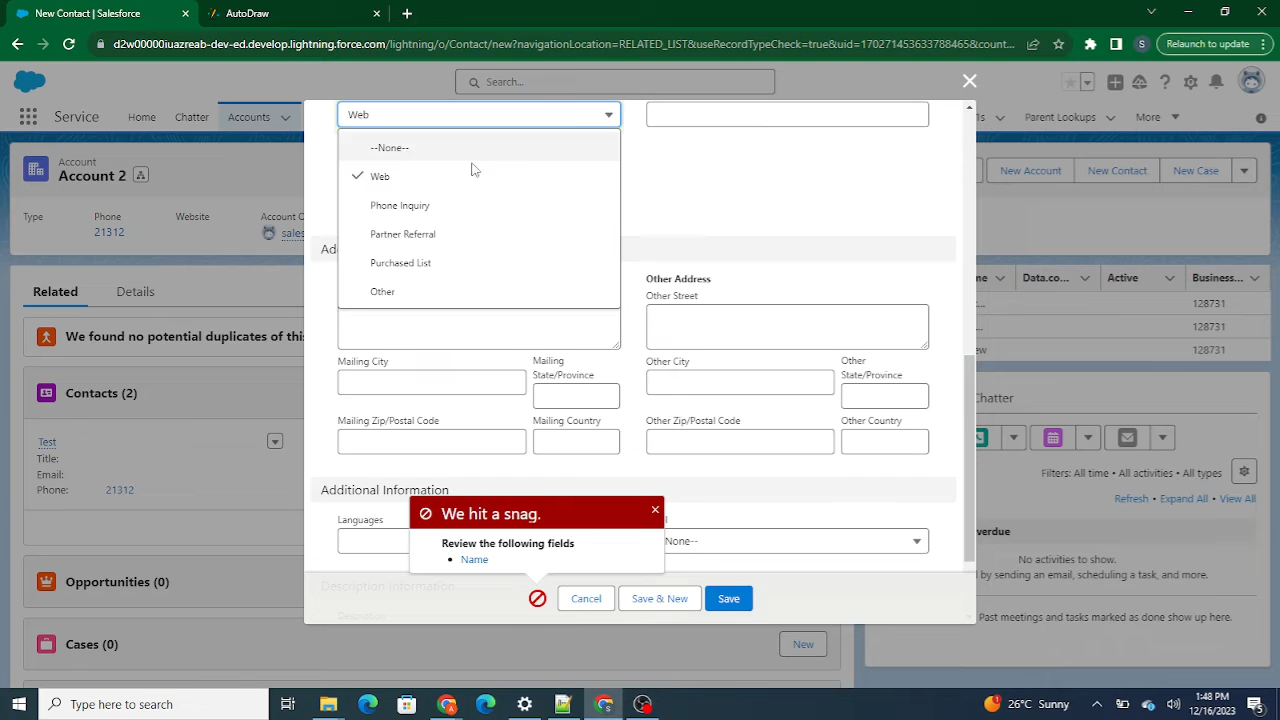 New Contact | Salesforce
AutoDraw
d2w00000iuazreab-dev-ed.develop.lightning.force.com/lightning/o/Contact/new?navigationLocation=RELATED_LIST&useRecordTypeCheck=true&uid=170271453633788465&count...
S
Relaunch to update
Search...
Service
Home
Chatter
Accounts
Parent Lookups
More
Account
Account 2
New Account
New Contact
New Case
Type
Phone
Website
Account O
21312
sales
Web
--None--
Web
Phone Inquiry
Partner Referral
Purchased List
Other
Other Address
Other Street
Mailing City
Mailing State/Province
Other City
Other State/Province
Mailing Zip/Postal Code
Mailing Country
Other Zip/Postal Code
Other Country
Additional Information
Languages
None--
We hit a snag.
Review the following fields
Name
Description Information
Cancel
Save & New
Save
Related
Details
We found no potential duplicates of this
Contacts (2)
Test
Title:
Email:
Phone:
21312
Opportunities (0)
Cases (0)
New
Data.co...
Active
Business...
128731
128731
128731
Chatter
Filters: All time • All activities • All types
Refresh • Expand All • View All
No activities to show.
d by sending an email, scheduling a task, and more.
Past meetings and tasks marked as done show up here.
Type here to search
26°C Sunny
1:48 PM
12/16/2023